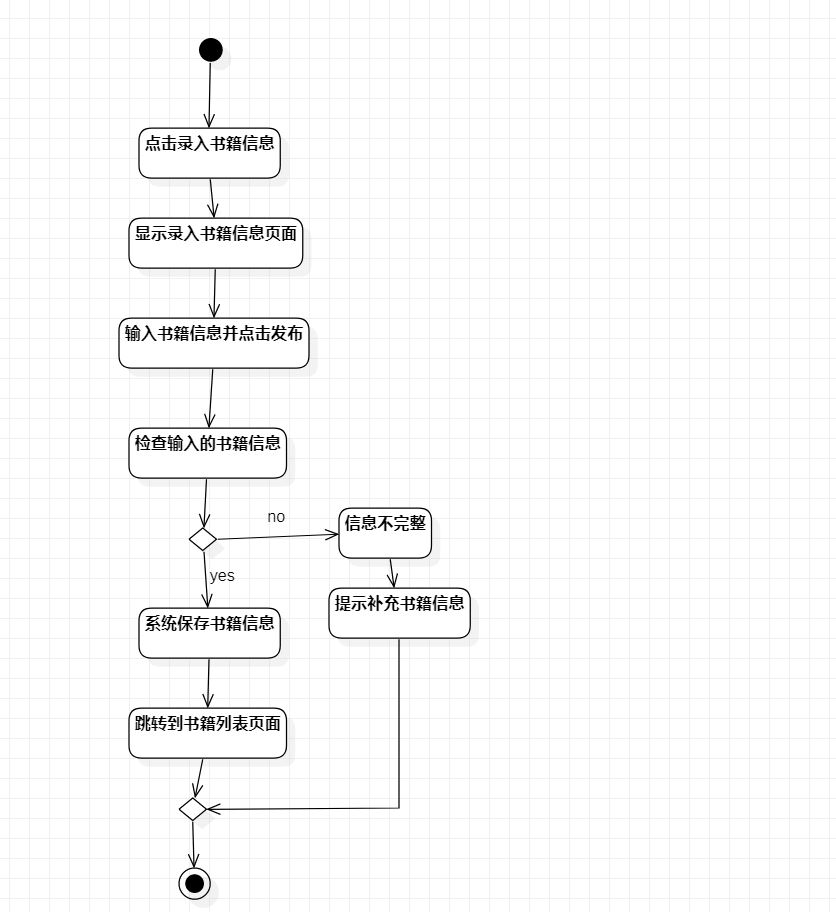 点击录入书籍信息
显示录入书籍信息页面
输入书籍信息并点击发布
检查输入的书籍信息
no
信息不完整
yes
提示补充书籍信息
系统保存书籍信息
跳转到书籍列表页面